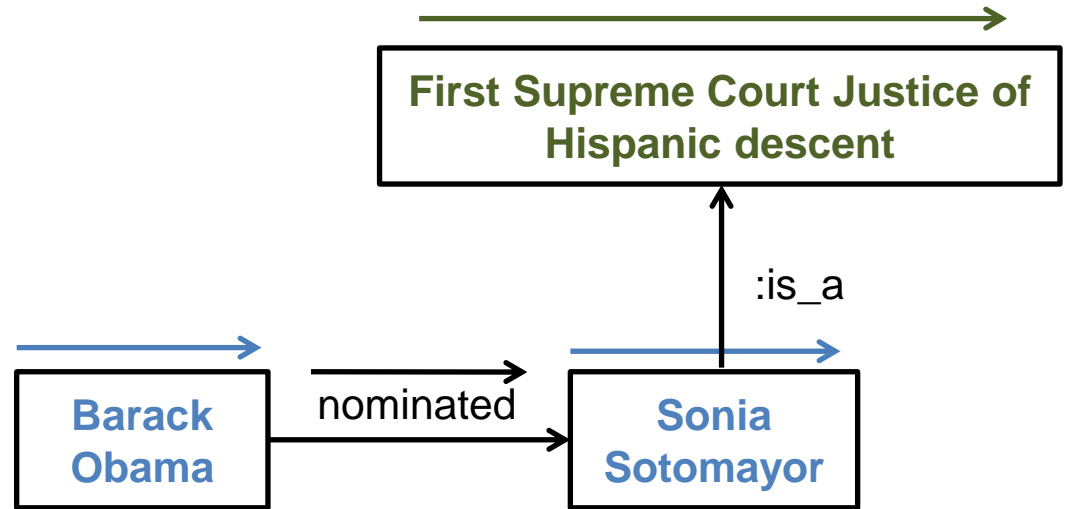 First Supreme Court Justice of
Hispanic descent
:is_a
nominated
Barack
Obama
Sonia
Sotomayor